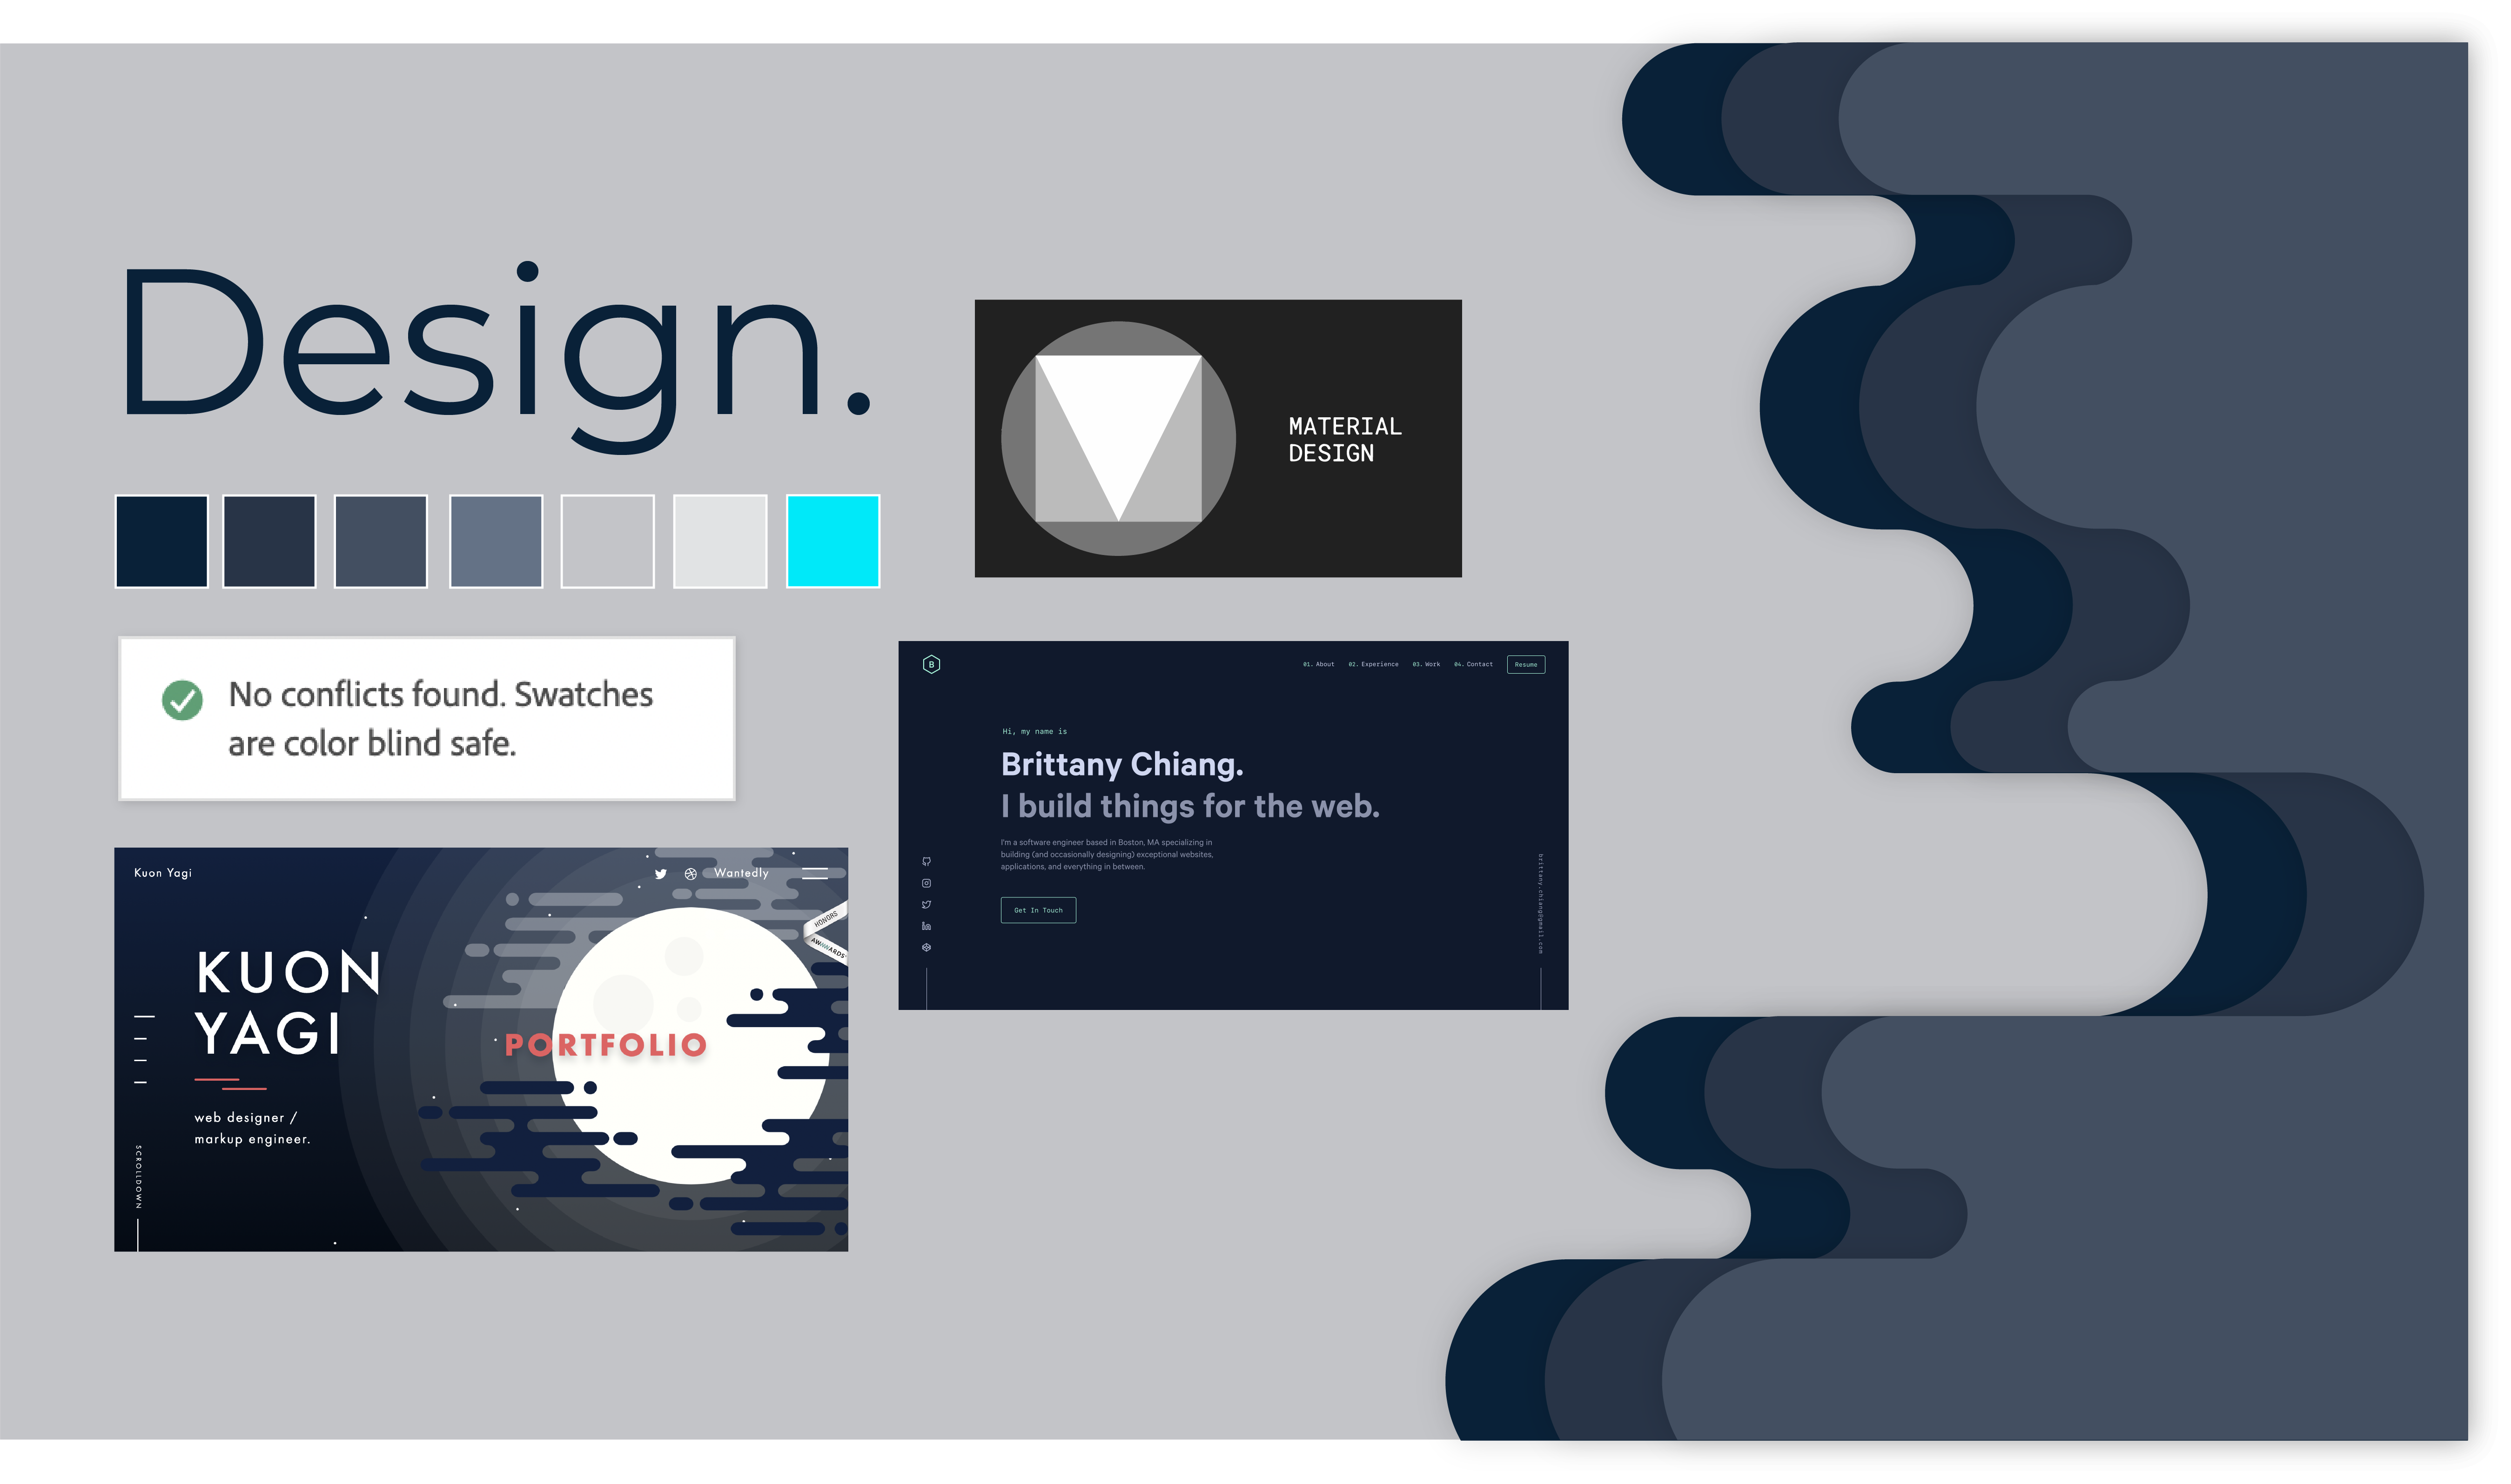 Design.
MATERIAL
DESIGN
No conflicts found. Swatches
are color blind safe.
B
01. About 02. Experience 03. Work 04. Contact Resume
Hi, my name is
Brittany Chiang.
I build things for the web.
I'm a software engineer based in Boston, MA specializing in
building (and occasionally designing) exceptional websites,
applications, and everything in between.
Get In Touch
brittany.chiang@gmail.com
Kuon Yagi Wantedly
HONORS
AWWWARDS
KUON
YAGI
PORTFOLIO
web designer /
markup engineer.
SCROLLDOWN